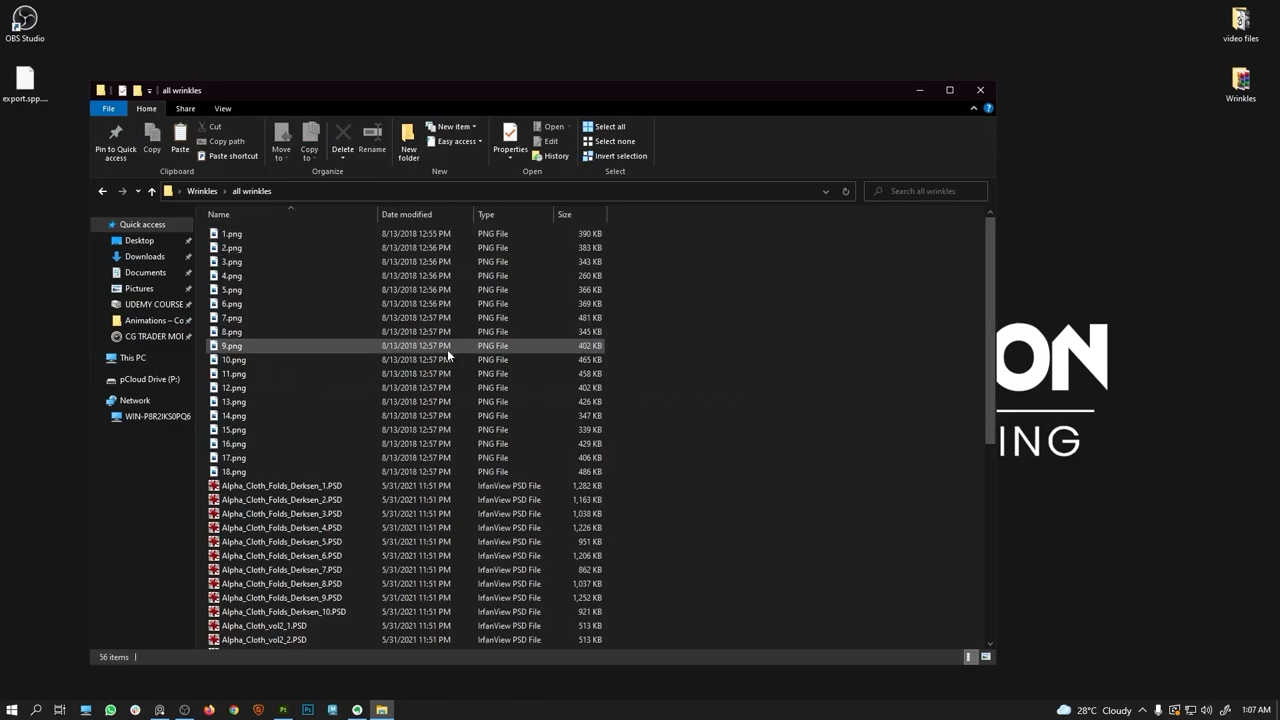 OBS Studio
export.spp....
video files
Wrinkles
all wrinkles
File Home Share View
Pin to Quick access
Copy
Paste
Cut
Copy path
Paste shortcut
Clipboard
Move to
Copy to
Delete
Rename
Organize
New folder
New item
Easy access
New
Properties
Open
Edit
History
Open
Select all
Select none
Invert selection
Select
Wrinkles > all wrinkles
Search all wrinkles
Quick access
Desktop
Downloads
Documents
Pictures
UDEMY COURSE
Animations – Co
CG TRADER MOI
This PC
pCloud Drive (P:)
Network
WIN-P8R2IKS0PQ6
Name Date modified Type Size
1.png 8/13/2018 12:55 PM PNG File 390 KB
2.png 8/13/2018 12:56 PM PNG File 383 KB
3.png 8/13/2018 12:56 PM PNG File 343 KB
4.png 8/13/2018 12:56 PM PNG File 260 KB
5.png 8/13/2018 12:56 PM PNG File 366 KB
6.png 8/13/2018 12:56 PM PNG File 369 KB
7.png 8/13/2018 12:57 PM PNG File 481 KB
8.png 8/13/2018 12:57 PM PNG File 345 KB
9.png 8/13/2018 12:57 PM PNG File 402 KB
10.png 8/13/2018 12:57 PM PNG File 465 KB
11.png 8/13/2018 12:57 PM PNG File 458 KB
12.png 8/13/2018 12:57 PM PNG File 402 KB
13.png 8/13/2018 12:57 PM PNG File 426 KB
14.png 8/13/2018 12:57 PM PNG File 347 KB
15.png 8/13/2018 12:57 PM PNG File 339 KB
16.png 8/13/2018 12:57 PM PNG File 429 KB
17.png 8/13/2018 12:57 PM PNG File 406 KB
18.png 8/13/2018 12:57 PM PNG File 486 KB
Alpha_Cloth_Folds_Derksen_1.PSD 5/31/2021 11:51 PM IrfanView PSD File 1,282 KB
Alpha_Cloth_Folds_Derksen_2.PSD 5/31/2021 11:51 PM IrfanView PSD File 1,163 KB
Alpha_Cloth_Folds_Derksen_3.PSD 5/31/2021 11:51 PM IrfanView PSD File 1,038 KB
Alpha_Cloth_Folds_Derksen_4.PSD 5/31/2021 11:51 PM IrfanView PSD File 1,226 KB
Alpha_Cloth_Folds_Derksen_5.PSD 5/31/2021 11:51 PM IrfanView PSD File 951 KB
Alpha_Cloth_Folds_Derksen_6.PSD 5/31/2021 11:51 PM IrfanView PSD File 1,206 KB
Alpha_Cloth_Folds_Derksen_7.PSD 5/31/2021 11:51 PM IrfanView PSD File 862 KB
Alpha_Cloth_Folds_Derksen_8.PSD 5/31/2021 11:51 PM IrfanView PSD File 1,037 KB
Alpha_Cloth_Folds_Derksen_9.PSD 5/31/2021 11:51 PM IrfanView PSD File 1,252 KB
Alpha_Cloth_Folds_Derksen_10.PSD 5/31/2021 11:51 PM IrfanView PSD File 921 KB
Alpha_Cloth_vol2_1.PSD 5/31/2021 11:51 PM IrfanView PSD File 513 KB
Alpha_Cloth_vol2_2.PSD 5/31/2021 11:51 PM IrfanView PSD File 513 KB
56 items
ON
ING
28°C Cloudy
1:07 AM